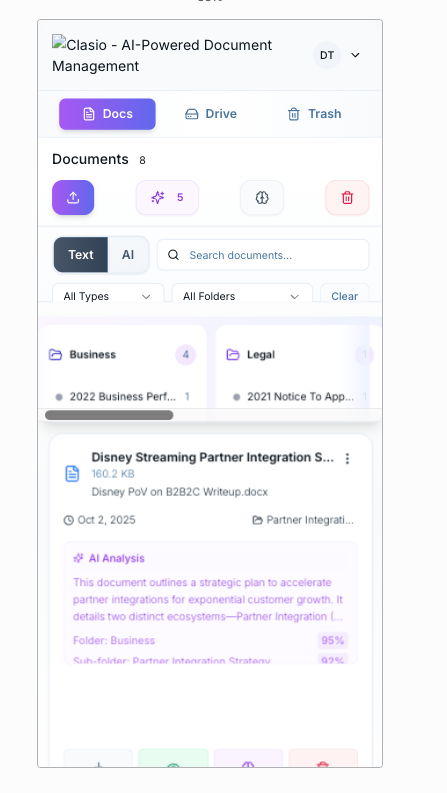 Clasio - AI-Powered Document
Management
DT
Docs
Drive
Trash
Documents 8
5
Text
AI
Search documents...
All Types
All Folders
Clear
Business 4
Legal 1
2022 Business Perf... 1
2021 Notice To App... 1
Disney Streaming Partner Integration S...
160.2 KB
Disney PoV on B2B2C Writeup.docx
Oct 2, 2025
Partner Integrati...
AI Analysis
This document outlines a strategic plan to accelerate
partner integrations for exponential customer growth. It
details two distinct ecosystems—Partner Integration (...
Folder: Business 95%
Sub-folder: Partner Integration Strategy 92%